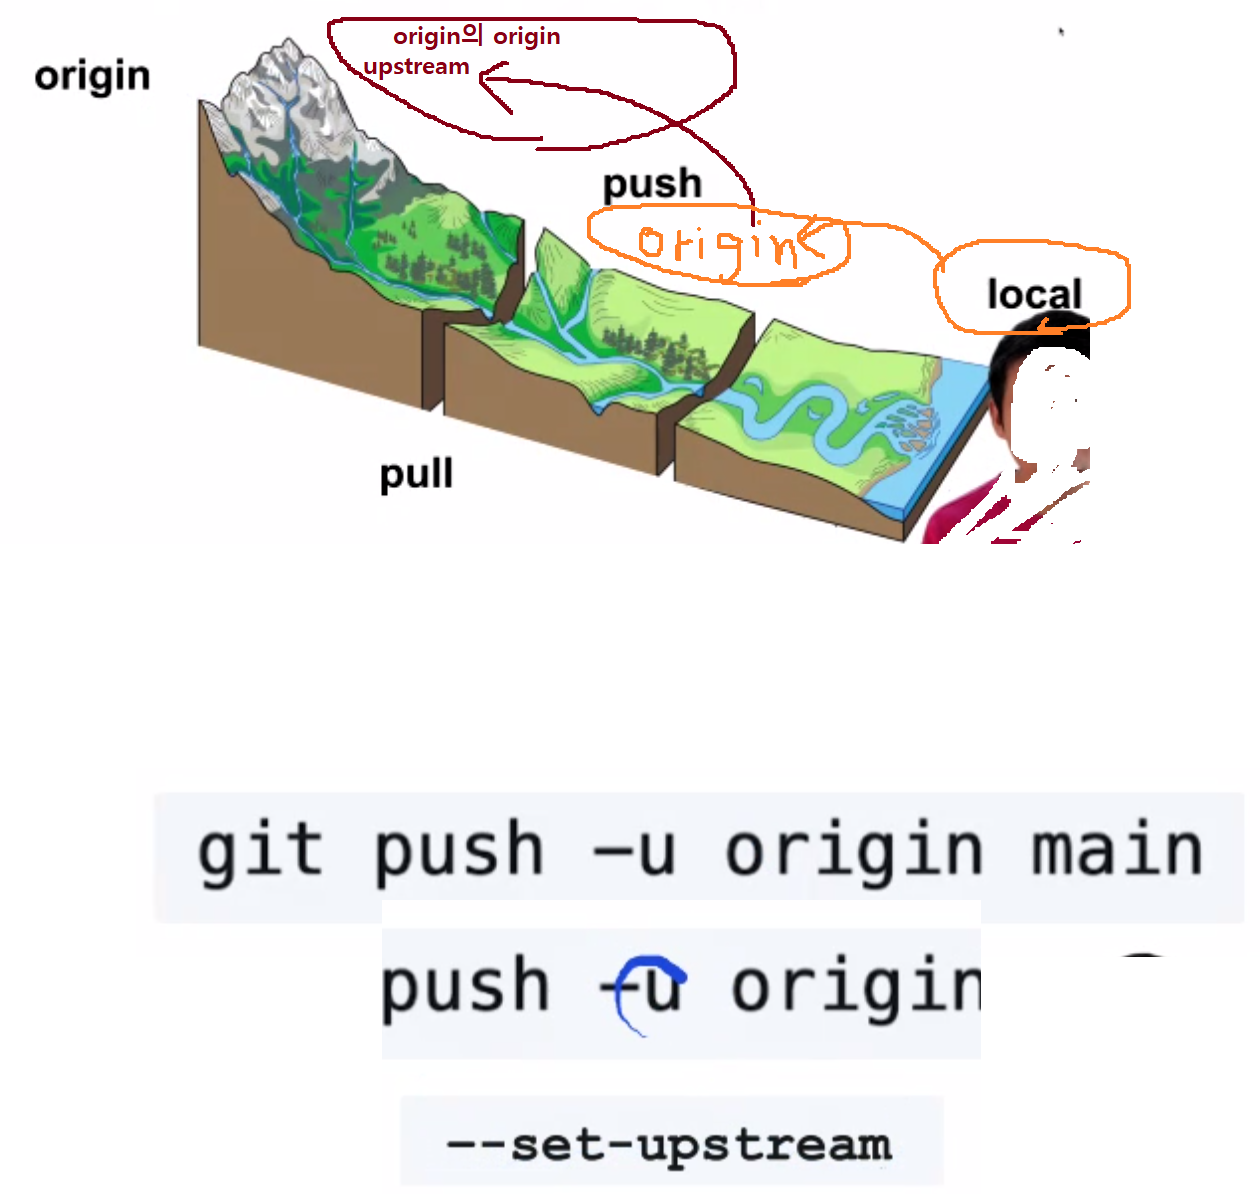 origin의 origin
upstream
origin
push
origin
local
pull
git push -u origin main
push -u origin
--set-upstream